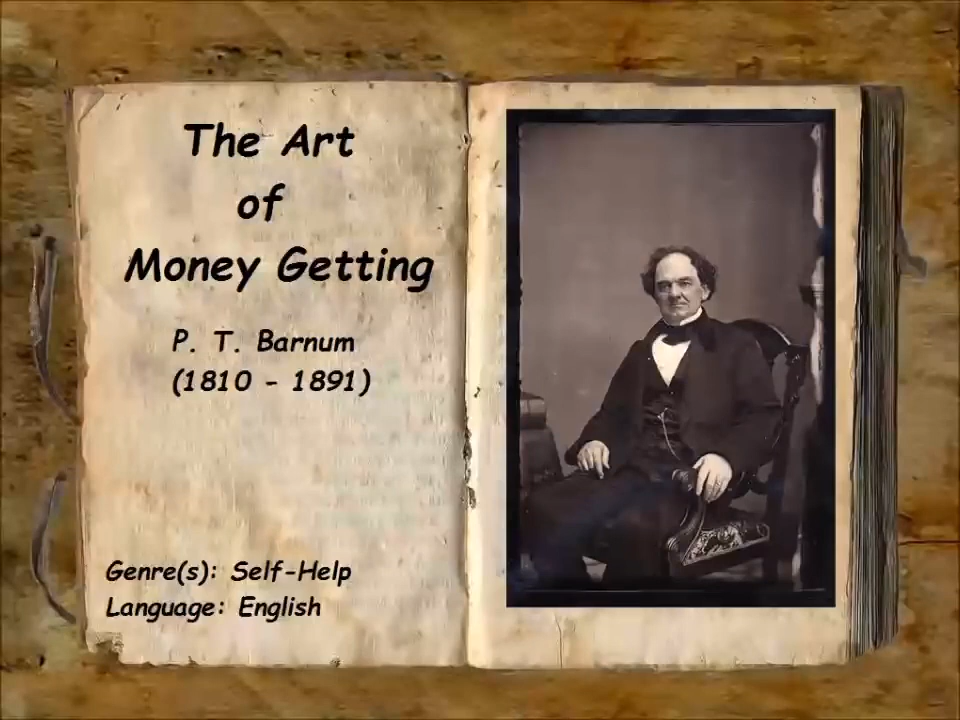 The Art
of
Money Getting
P. T. Barnum
(1810 - 1891)
Genre(s): Self-Help
Language: English